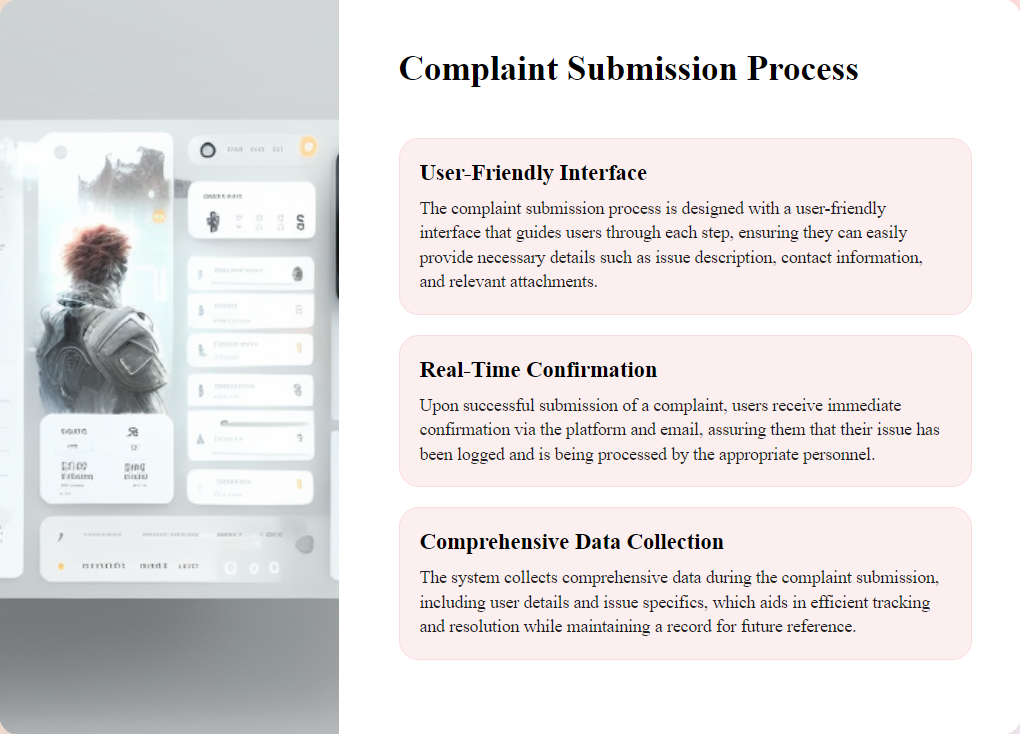 Complaint Submission Process
User-Friendly Interface
The complaint submission process is designed with a user-friendly
interface that guides users through each step, ensuring they can easily
provide necessary details such as issue description, contact information,
and relevant attachments.
Real-Time Confirmation
Upon successful submission of a complaint, users receive immediate
confirmation via the platform and email, assuring them that their issue has
been logged and is being processed by the appropriate personnel.
Comprehensive Data Collection
The system collects comprehensive data during the complaint submission,
including user details and issue specifics, which aids in efficient tracking
and resolution while maintaining a record for future reference.